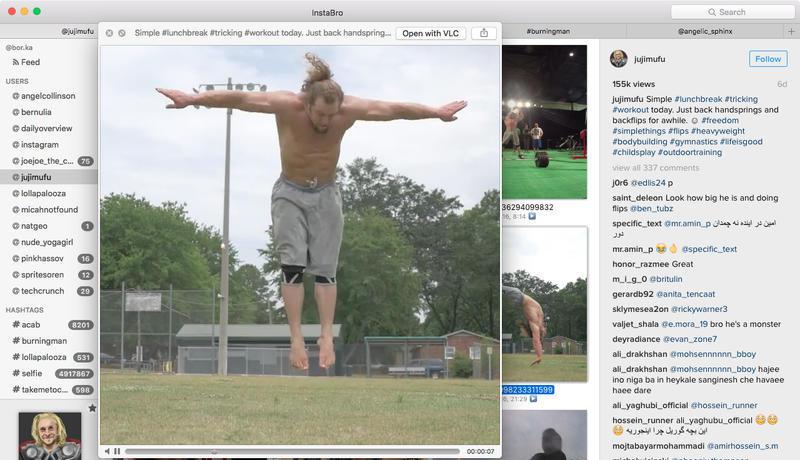 InstaBro
Search
@jujimufu
#burningman
@angelic_sphinx
Simple #lunchbreak #tricking #workout today. Just back handspring...
Open with VLC
@bor.ka
Feed
USERS
@ angelcollinson
@ bernulia
@ dailyoverview
@ instagram
@ joejoe_the_c... 75
@ jujimufu
@ lollapalooza
@ micahnotfound
@ natgeo 1
@ nude_yogagirl
@ pinkhassov 16
@ spritesoren 12
@ techcrunch 29
HASHTAGS
# acab 8201
# burningman
# lollapalooza 531
# selfie 4917867
# takemetoc... 598
00:00:07
36294099832
16, 8:14
98233311599
6, 21:29
jujimufu
Follow
155k views
6d
jujimufu Simple #lunchbreak #tricking
#workout today. Just back handsprings and
backflips for awhile. ☺ #freedom
#simplethings #flips #heavyweight
#bodybuilding #gymnastics #lifeisgood
#childsplay #outdoortraining
view all 337 comments
j0r6 @edlis24 p
saint_deleon Look how big he is and doing
flips @ben_tubz
specific_text @mr.amin_p امین در اینده نه چندان
دور
mr.amin_p 😂👌 @specific_text
honor_razmee Great
m_i_g_0 @britulin
gerardb92 @anita_tencaat
sklymesea2on @rickywarner3
valjet_shala @e.mora_19 bro he's a monster
deyradiance @evan_zone7
ali_drakhshan @mohsennnnnn_bboy
ali_drakhshan @mohsennnnnn_bboy hajee
ino niga ba in heykale sanginesh che havaee
haee dare
ali_yaghubi_official @hossein_runner
hossein_runner ali_yaghubu_official
این بچه گوریل چرا اینجوریه
mojtabayarmohammadi @amirhossein_s.m